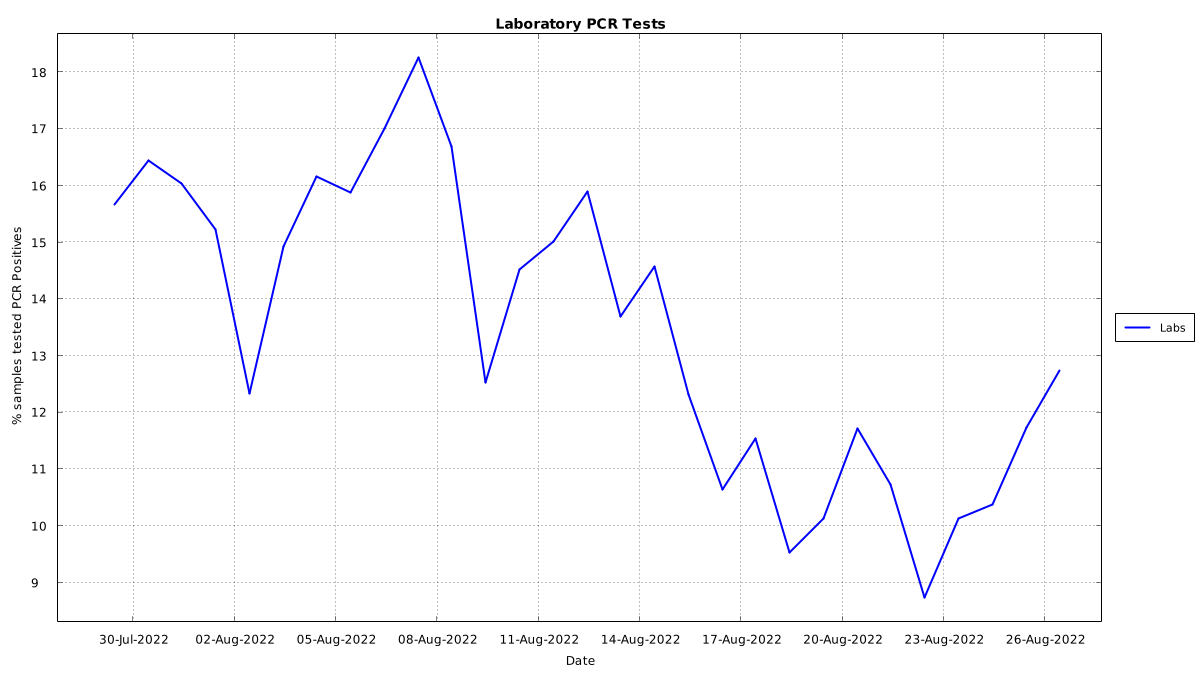 Laboratory PCR Tests
18
17
16
15
14
13
12
11
10
9
% samples tested PCR Positives
Labs
30-Jul-2022 02-Aug-2022 05-Aug-2022 08-Aug-2022 11-Aug-2022 14-Aug-2022 17-Aug-2022 20-Aug-2022 23-Aug-2022 26-Aug-2022
Date